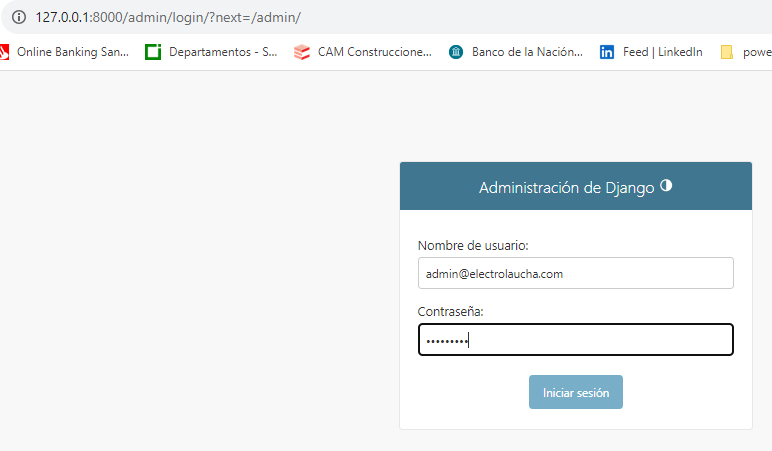 127.0.0.1:8000/admin/login/?next=/admin/
Online Banking San... Departamentos - S... CAM Construccione... Banco de la Nación... Feed | LinkedIn powe
Administración de Django
Nombre de usuario:
admin@electrolaucha.com
Contraseña:
•••••••••
Iniciar sesión